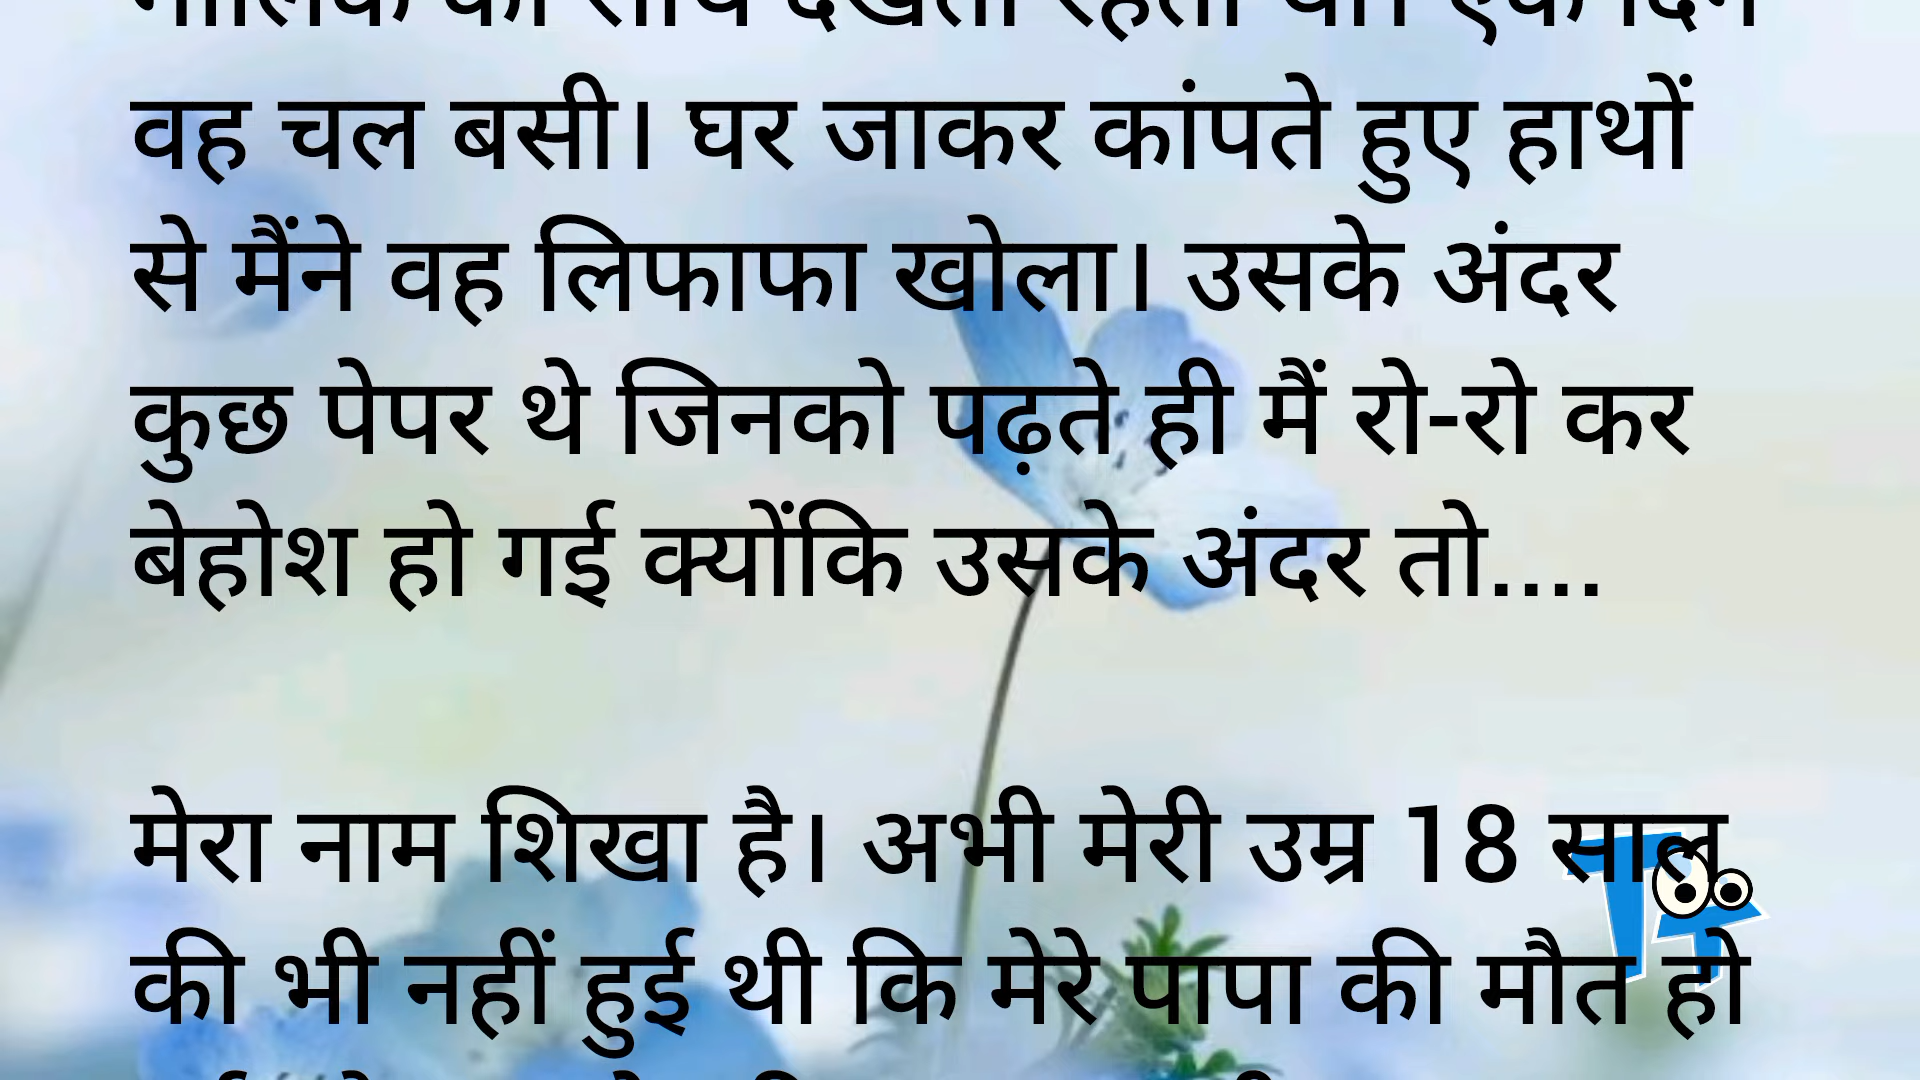 वह चल बसी। घर जाकर कांपते हुए हाथों
से मैंने वह लिफाफा खोला। उसके अंदर
कुछ पेपर थे जिनको पढ़ते ही मैं रो-रो कर
बेहोश हो गई क्योंकि उसके अंदर तो....
मेरा नाम शिखा है। अभी मेरी उम्र 18 साल
की भी नहीं हुई थी कि मेरे पापा की मौत हो